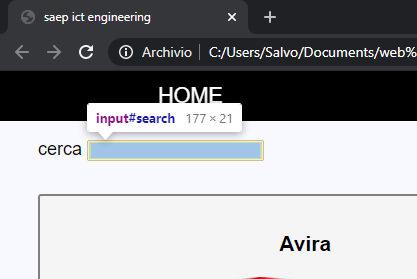 saep ict engineering
Archivio C:/Users/Salvo/Documents/web%
HOME
input#search 177 × 21
cerca
Avira